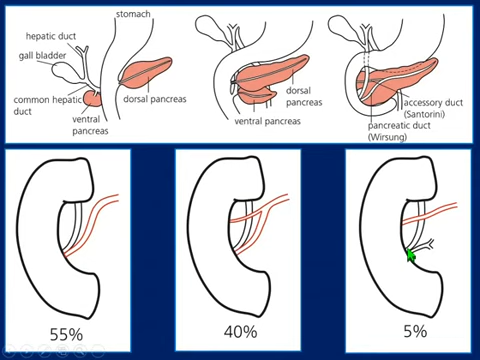 stomach
hepatic duct
gall bladder
common hepatic
duct
ventral
pancreas
dorsal pancreas
dorsal
pancreas
ventral pancreas
accessory duct
(Santorini)
pancreatic duct
(Wirsung)
55%
40%
5%